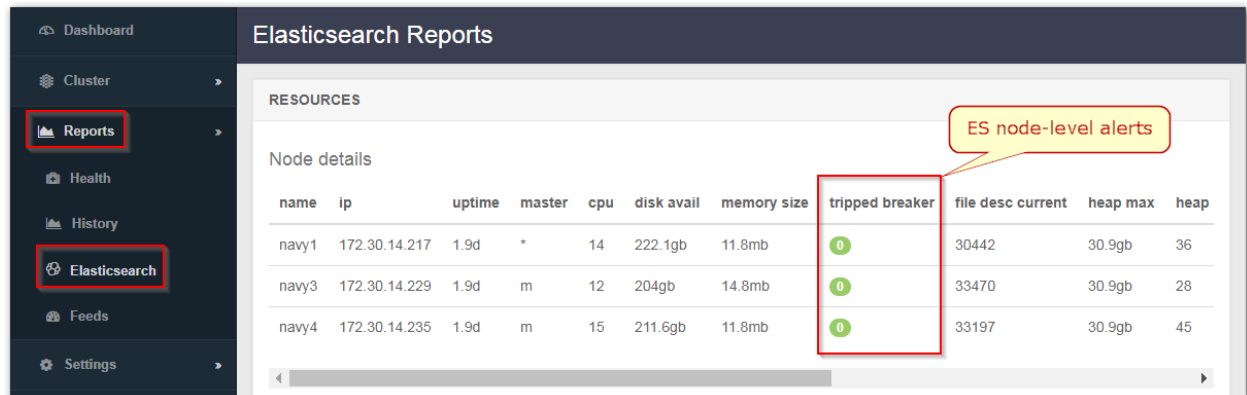 Dashboard
Cluster
Reports
Health
History
Elasticsearch
Feeds
Settings
Elasticsearch Reports
RESOURCES
ES node-level alerts
Node details
name ip uptime master cpu disk avail memory size tripped breaker file desc current heap max heap
navy1 172.30.14.217 1.9d * 14 222.1gb 11.8mb 0 30442 30.9gb 36
navy3 172.30.14.229 1.9d m 12 204gb 14.8mb 0 33470 30.9gb 28
navy4 172.30.14.235 1.9d m 15 211.6gb 11.8mb 0 33197 30.9gb 45